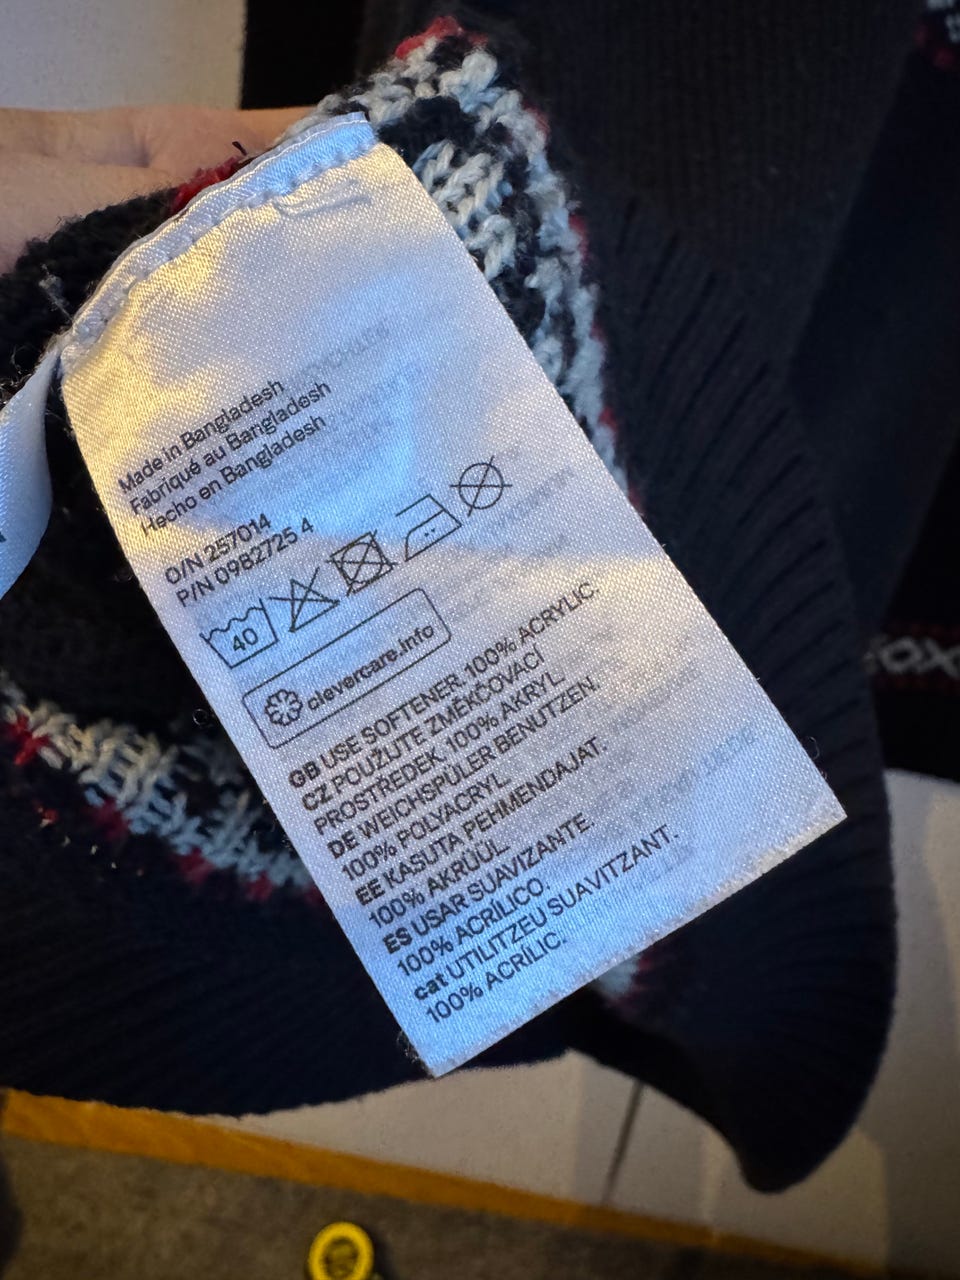 Made in Bangladesh
Fabriqué au Bangladesh
Hecho en Bangladesh
O/N 257014
P/N 0982725 4
40
clevercare.info
GB USE SOFTENER. 100% ACRYLIC.
CZ POUŽIJTE ZMĚKČOVACÍ
PROSTŘEDEK. 100% AKRYL
DE WEICHSPÜLER BENUTZEN.
100% POLYACRYL.
EE KASUTA PEHMENDAJAT.
100% AKRÜÜL
ES USAR SUAVIZANTE.
100% ACRÍLICO.
cat UTILITZEU SUAVITZANT.
100% ACRÍLIC.